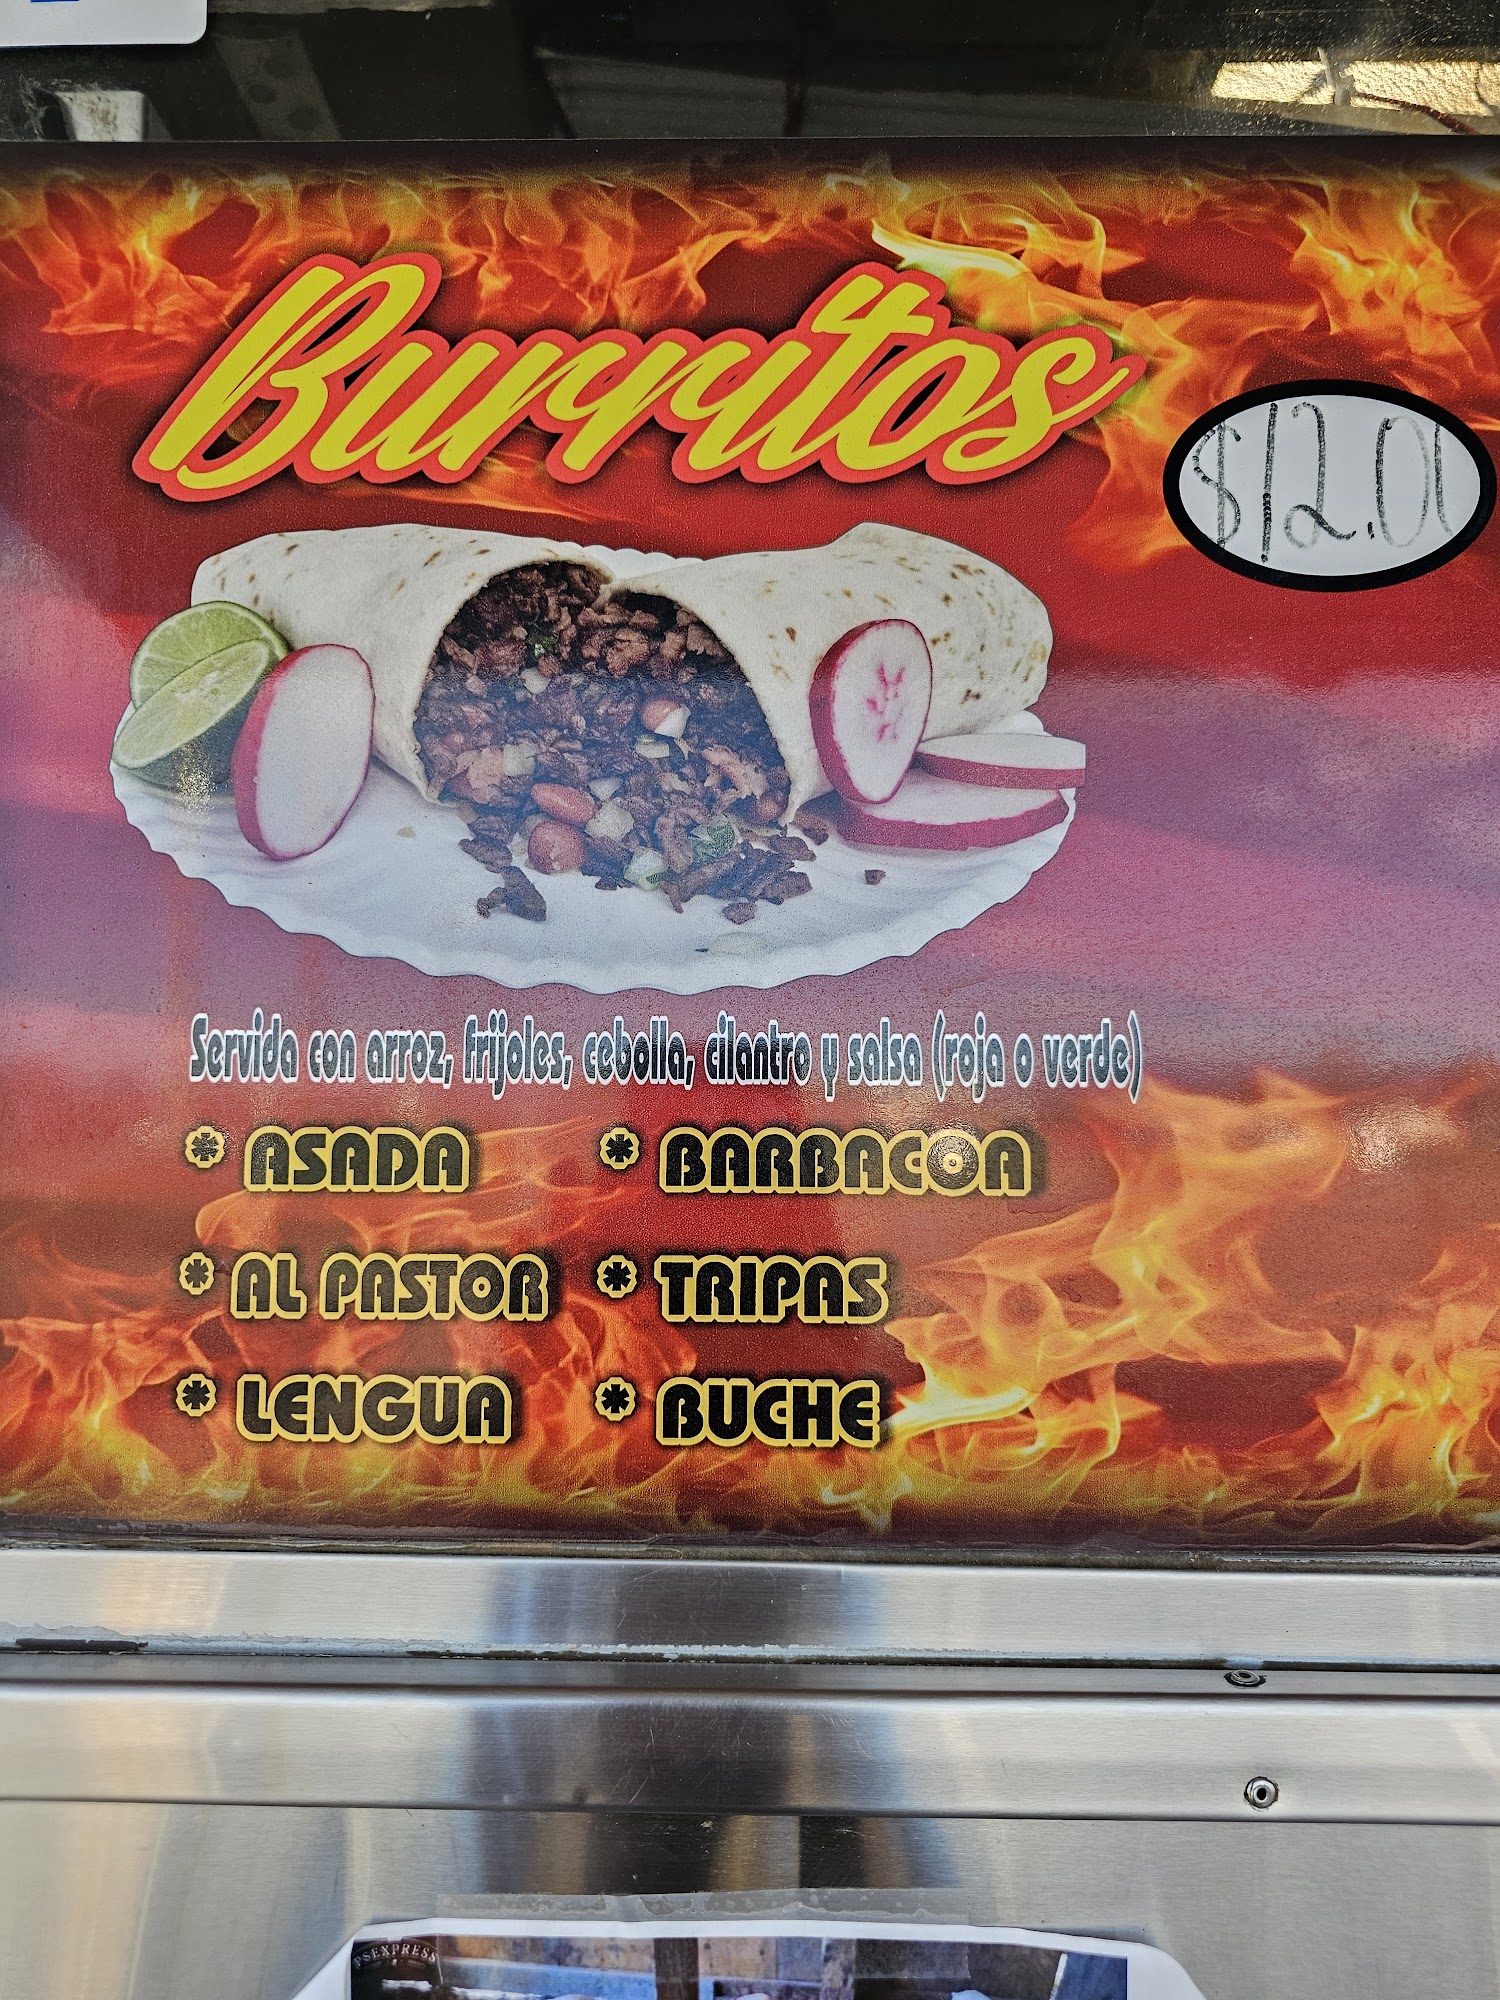 Burritos
$12.00
Servida con arroz, frijoles, cebolla, cilantro y salsa (roja o verde)
* ASADA
* BARBACOA
* AL PASTOR
* TRIPAS
* LENGUA
* BUCHE
PSEXPRESS